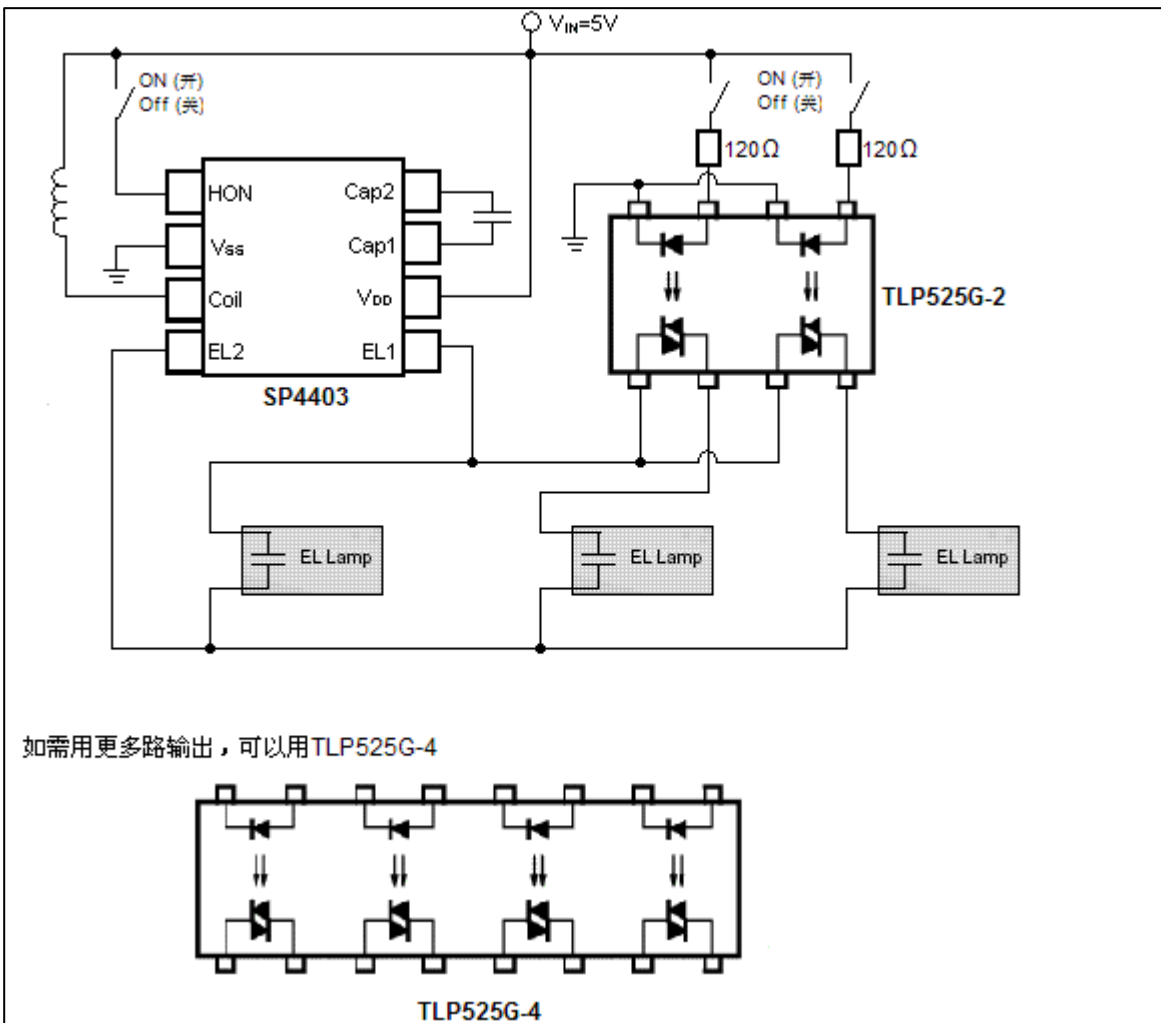 VIN=5V
ON (开)
Off (关)
ON (开)
Off (关)
120Ω
120Ω
HON
Vss
Coil
EL2
Cap2
Cap1
VDD
EL1
SP4403
TLP525G-2
EL Lamp
EL Lamp
EL Lamp
如需用更多路输出，可以用TLP525G-4
TLP525G-4